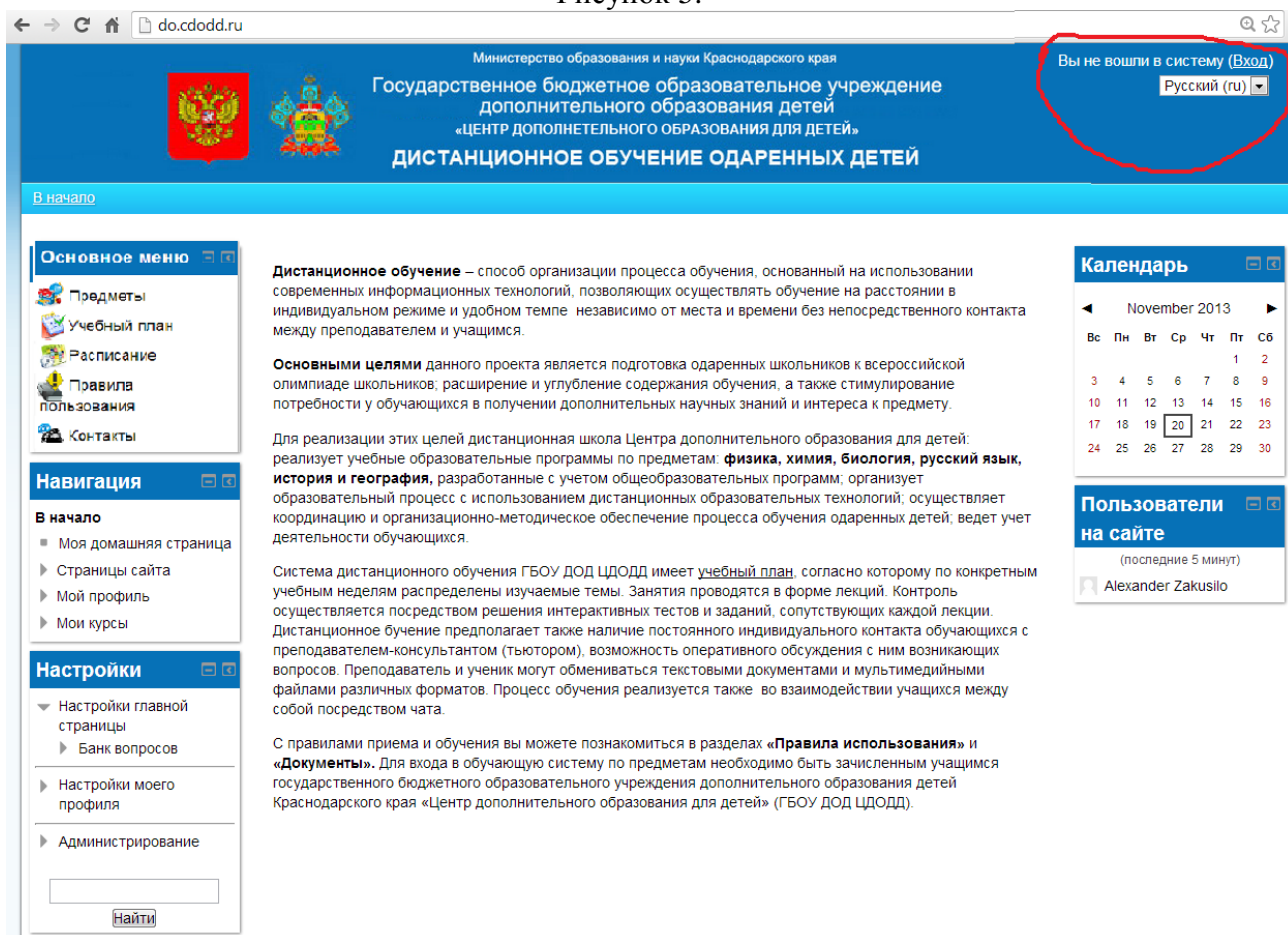 Рисунок 3.
do.cdodd.ru
Министерство образования и науки Краснодарского края
Государственное бюджетное образовательное учреждение
дополнительного образования детей
«ЦЕНТР ДОПОЛНЕТЕЛЬНОГО ОБРАЗОВАНИЯ ДЛЯ ДЕТЕЙ»
ДИСТАНЦИОННОЕ ОБУЧЕНИЕ ОДАРЕННЫХ ДЕТЕЙ
Вы не вошли в систему (Вход)
Русский (ru)
В начало
Основное меню
Предметы
Учебный план
Расписание
Правила
пользования
Контакты
Навигация
В начало
Моя домашняя страница
Страницы сайта
Мой профиль
Мои курсы
Настройки
Настройки главной
страницы
Банк вопросов
Настройки моего
профиля
Администрирование
Найти
Дистанционное обучение – способ организации процесса обучения, основанный на использовании
современных информационных технологий, позволяющих осуществлять обучение на расстоянии в
индивидуальном режиме и удобном темпе независимо от места и времени без непосредственного контакта
между преподавателем и учащимся.
Основными целями данного проекта является подготовка одаренных школьников к всероссийской
олимпиаде школьников; расширение и углубление содержания обучения, а также стимулирование
потребности у обучающихся в получении дополнительных научных знаний и интереса к предмету.
Для реализации этих целей дистанционная школа Центра дополнительного образования для детей:
реализует учебные образовательные программы по предметам: физика, химия, биология, русский язык,
история и география, разработанные с учетом общеобразовательных программ; организует
образовательный процесс с использованием дистанционных образовательных технологий; осуществляет
координацию и организационно-методическое обеспечение процесса обучения одаренных детей; ведет учет
деятельности обучающихся.
Система дистанционного обучения ГБОУ ДОД ЦДОДД имеет учебный план, согласно которому по конкретным
учебным неделям распределены изучаемые темы. Занятия проводятся в форме лекций. Контроль
осуществляется посредством решения интерактивных тестов и заданий, сопутствующих каждой лекции.
Дистанционное бучение предполагает также наличие постоянного индивидуального контакта обучающихся с
преподавателем-консультантом (тьютором), возможность оперативного обсуждения с ним возникающих
вопросов. Преподаватель и ученик могут обмениваться текстовыми документами и мультимедийными
файлами различных форматов. Процесс обучения реализуется также во взаимодействии учащихся между
собой посредством чата.
С правилами приема и обучения вы можете познакомиться в разделах «Правила использования» и
«Документы». Для входа в обучающую систему по предметам необходимо быть зачисленным учащимся
государственного бюджетного образовательного учреждения дополнительного образования детей
Краснодарского края «Центр дополнительного образования для детей» (ГБОУ ДОД ЦДОДД).
Календарь
November 2013
Вс Пн Вт Ср Чт Пт Сб
1 2
3 4 5 6 7 8 9
10 11 12 13 14 15 16
17 18 19 20 21 22 23
24 25 26 27 28 29 30
Пользователи
на сайте
(последние 5 минут)
Alexander Zakusilo